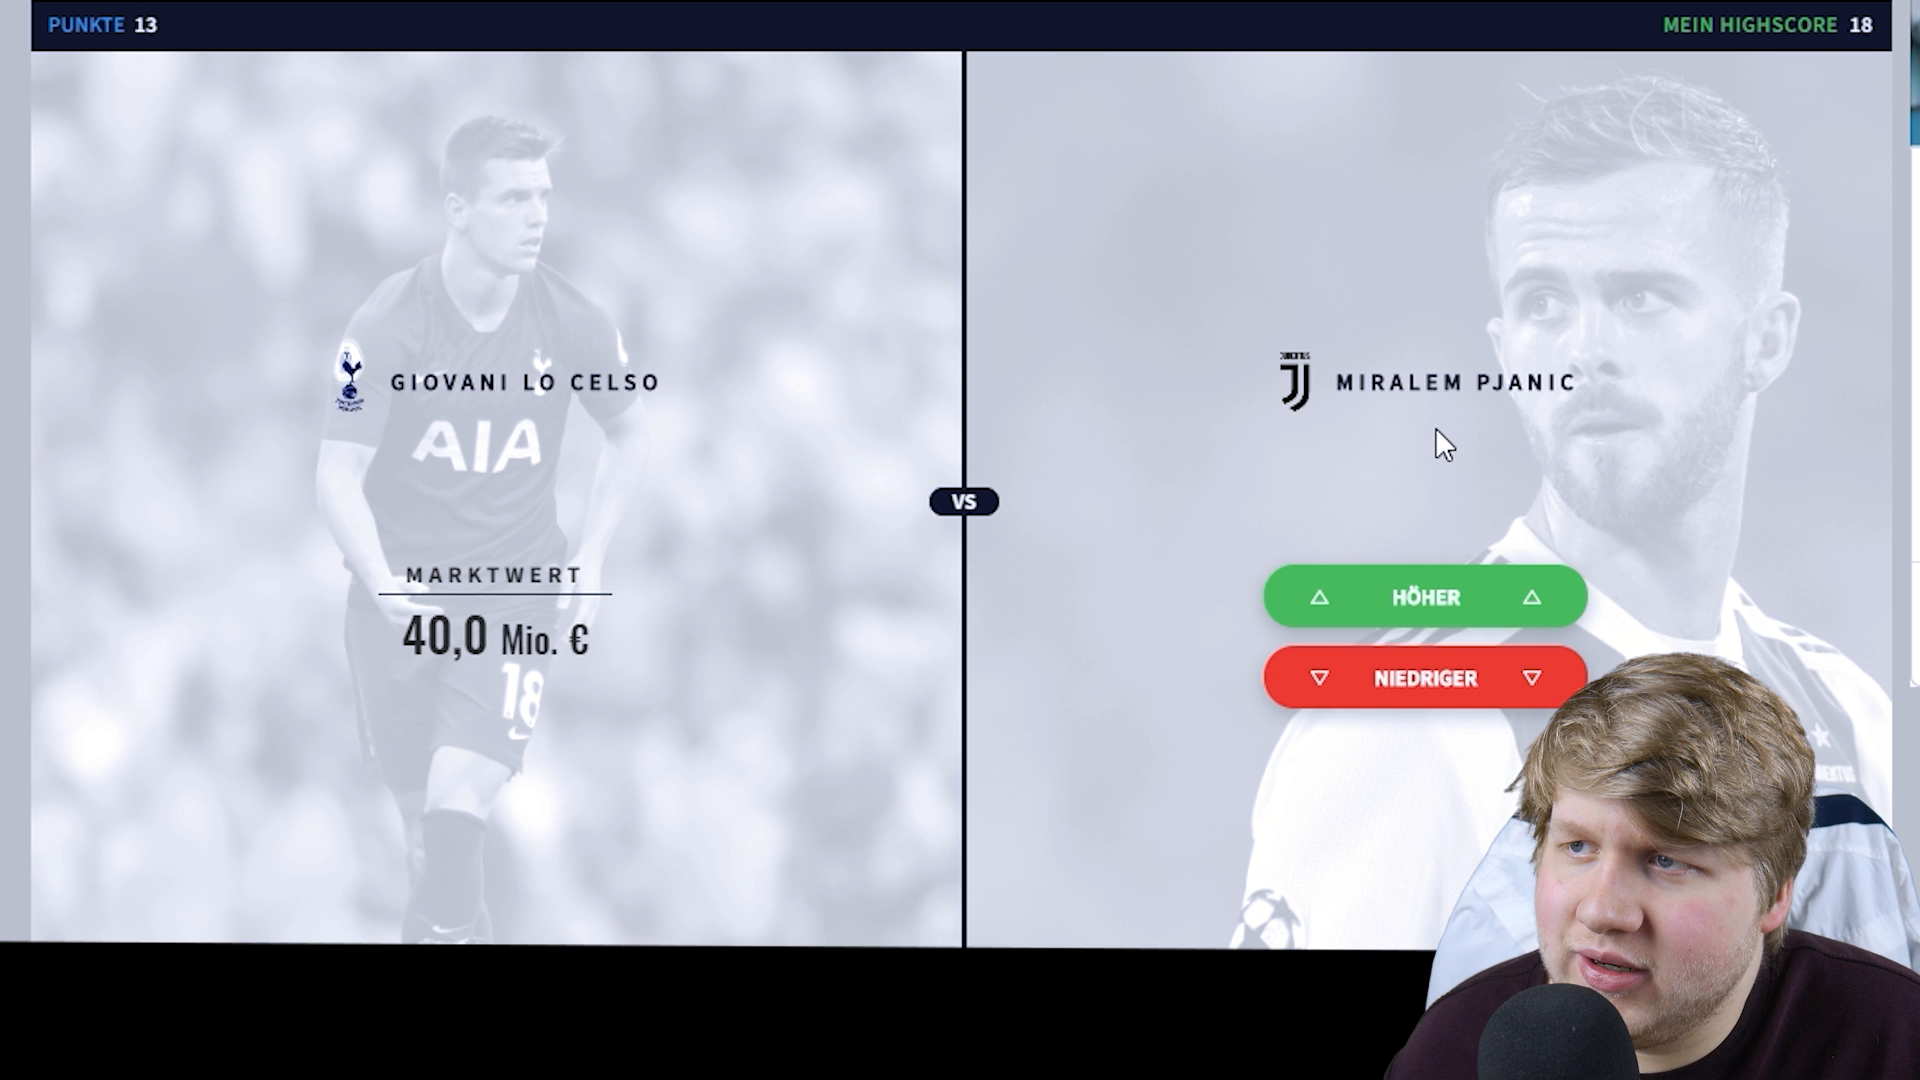 PUNKTE 13
MEIN HIGHSCORE 18
GIOVANI LO CELSO
JUVENTUS
MIRALEM PJANIC
AIA
VS
MARKTWERT
40,0 Mio. €
HÖHER
NIEDRIGER
18